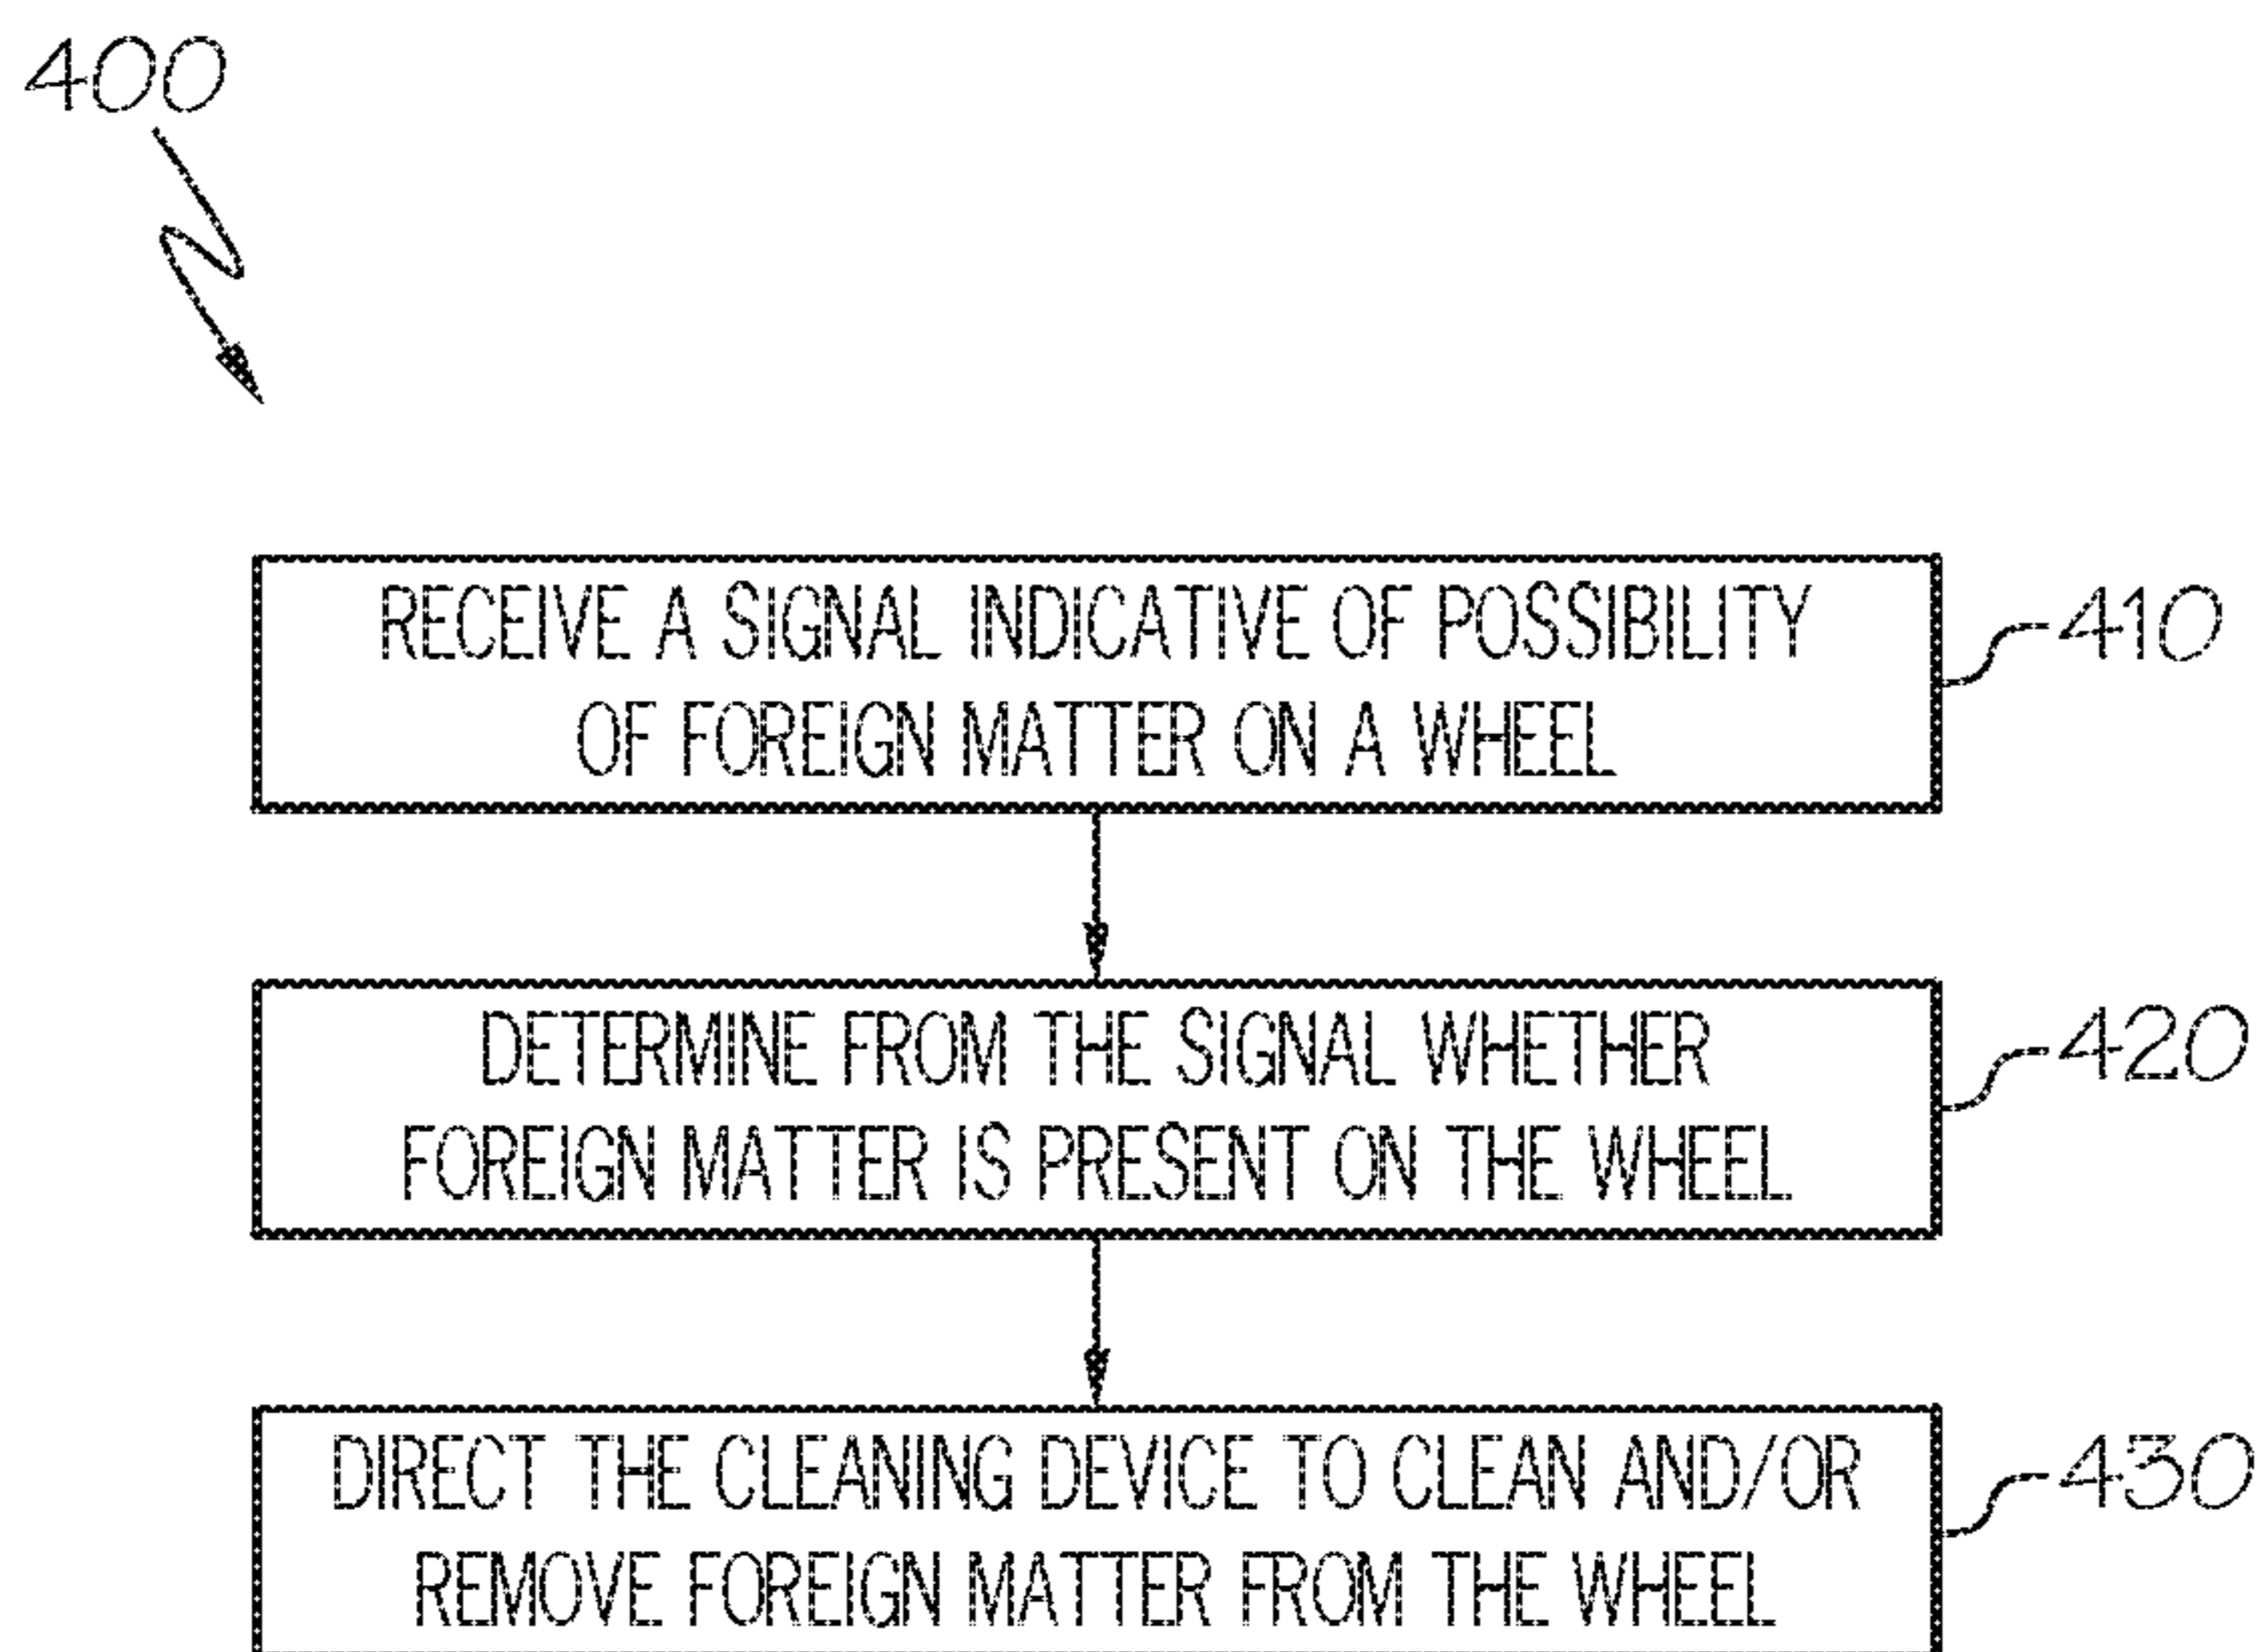 400
RECEIVE A SIGNAL INDICATIVE OF POSSIBILITY
OF FOREIGN MATTER ON A WHEEL
410
DETERMINE FROM THE SIGNAL WHETHER
FOREIGN MATTER IS PRESENT ON THE WHEEL
420
DIRECT THE CLEANING DEVICE TO CLEAN AND/OR
REMOVE FOREIGN MATTER FROM THE WHEEL
430